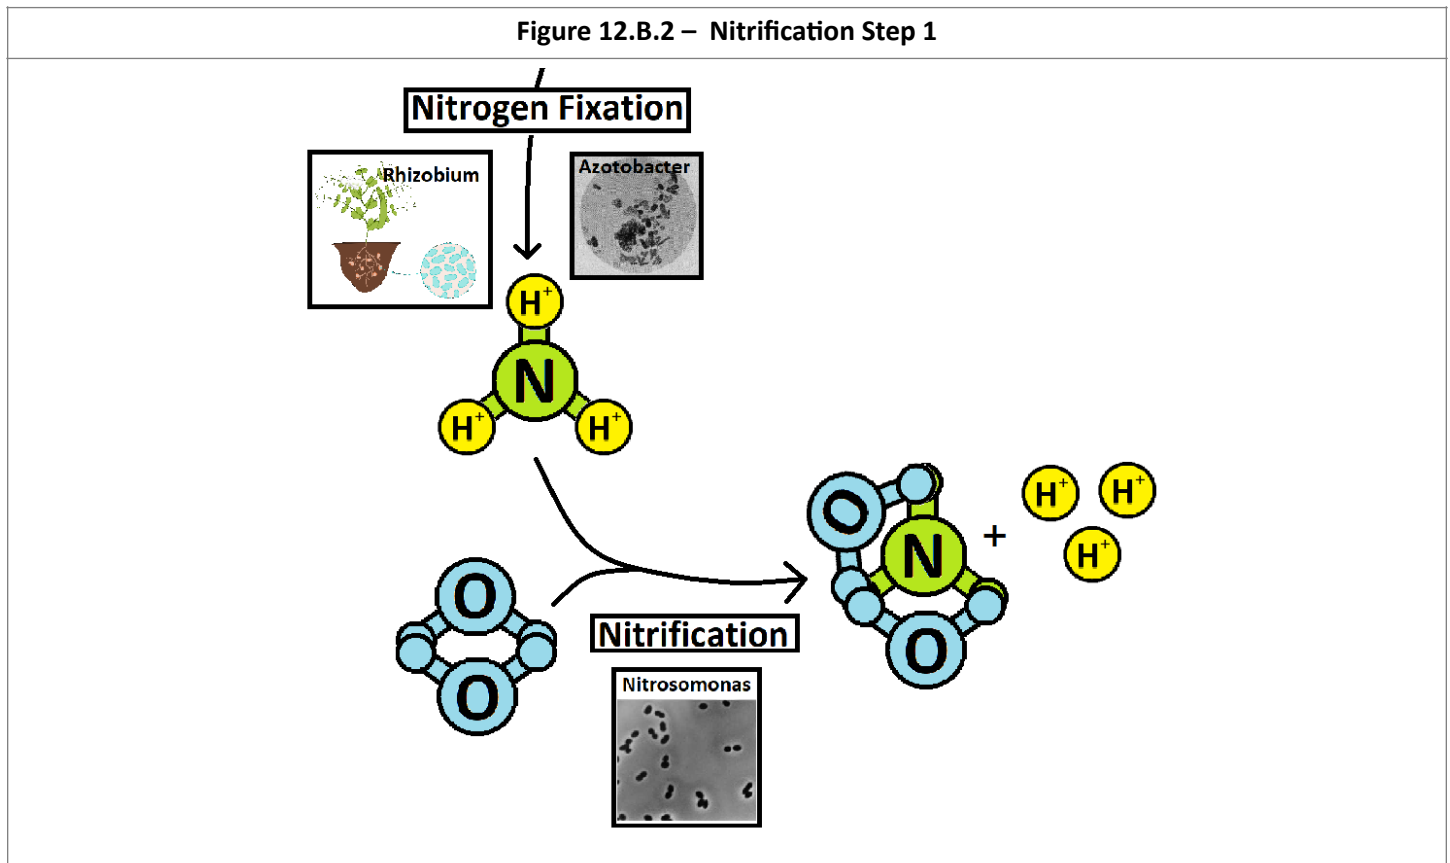 Figure 12.B.2 – Nitrification Step 1
Nitrogen Fixation
Rhizobium
Azotobacter
H+
N
H+ H+
O
O
Nitrification
Nitrosomonas
O
N
O
+
H+ H+
H+